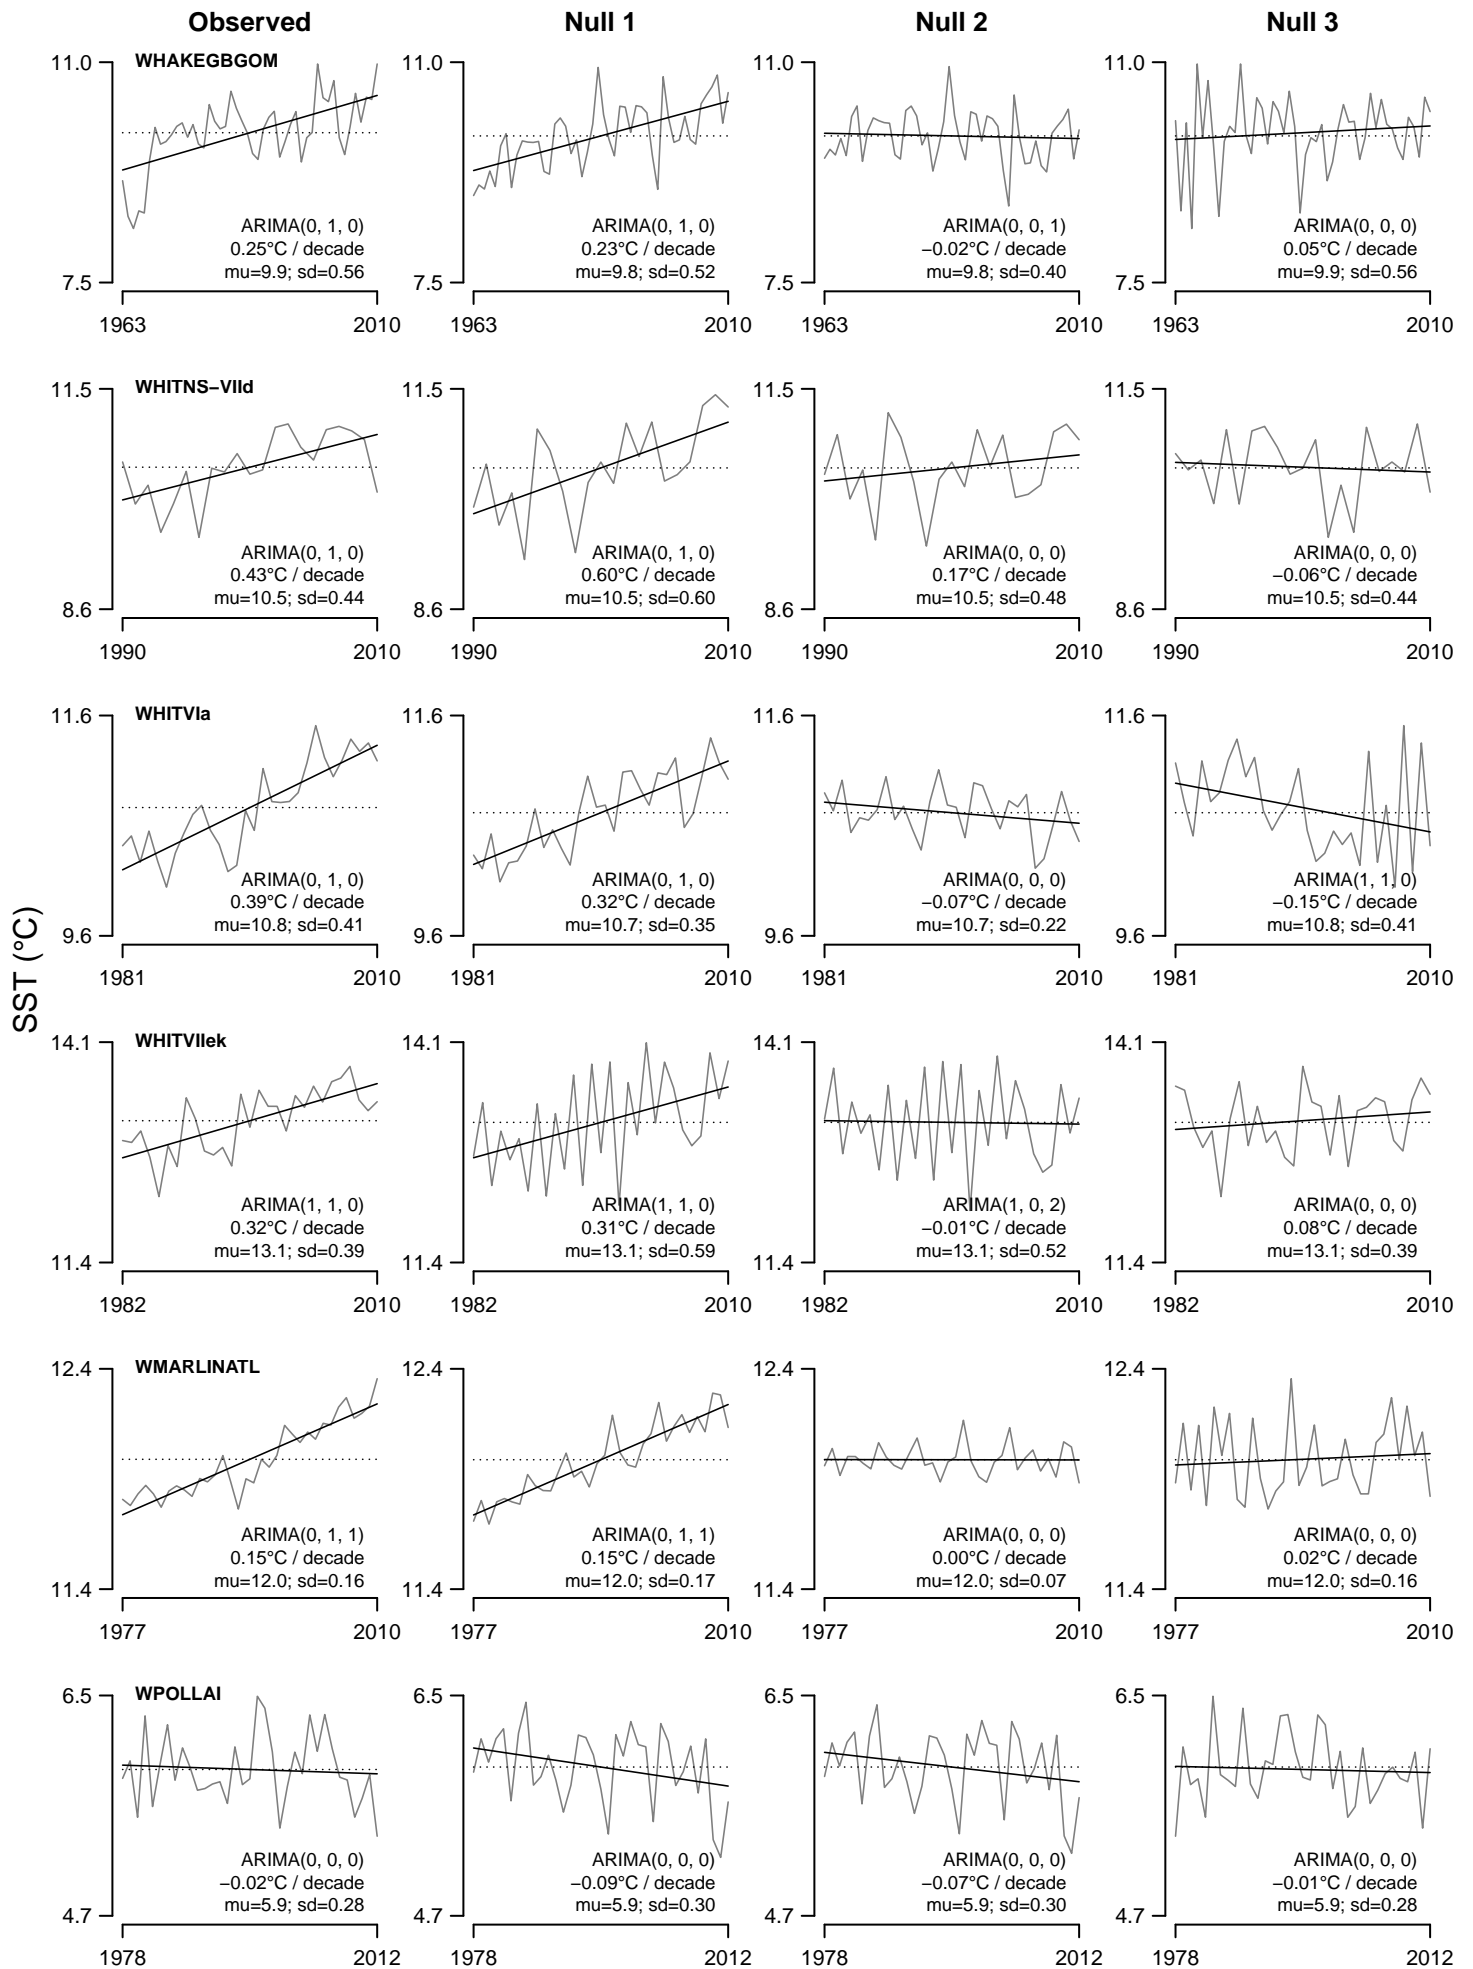 Observed Null 1 Null 2 Null 3
WHAKEGBGOM
11.0 11.0 11.0 11.0
ARIMA(0, 1, 0) ARIMA(0, 1, 0) ARIMA(0, 0, 1) ARIMA(0, 0, 0)
0.25°C / decade 0.23°C / decade −0.02°C / decade 0.05°C / decade
mu=9.9; sd=0.56 mu=9.8; sd=0.52 mu=9.8; sd=0.40 mu=9.9; sd=0.56
7.5 7.5 7.5 7.5
1963 2010 1963 2010 1963 2010 1963 2010
WHITNS−VIId
11.5 11.5 11.5 11.5
ARIMA(0, 1, 0) ARIMA(0, 1, 0) ARIMA(0, 0, 0) ARIMA(0, 0, 0)
0.43°C / decade 0.60°C / decade 0.17°C / decade −0.06°C / decade
mu=10.5; sd=0.44 mu=10.5; sd=0.60 mu=10.5; sd=0.48 mu=10.5; sd=0.44
8.6 8.6 8.6 8.6
1990 2010 1990 2010 1990 2010 1990 2010
WHITVIa
11.6 11.6 11.6 11.6
ARIMA(0, 1, 0) ARIMA(0, 1, 0) ARIMA(0, 0, 0) ARIMA(1, 1, 0)
0.39°C / decade 0.32°C / decade −0.07°C / decade −0.15°C / decade
mu=10.8; sd=0.41 mu=10.7; sd=0.35 mu=10.7; sd=0.22 mu=10.8; sd=0.41
9.6 9.6 9.6 9.6
1981 2010 1981 2010 1981 2010 1981 2010
SST (°C)
WHITVIIek
14.1 14.1 14.1 14.1
ARIMA(1, 1, 0) ARIMA(1, 1, 0) ARIMA(1, 0, 2) ARIMA(0, 0, 0)
0.32°C / decade 0.31°C / decade −0.01°C / decade 0.08°C / decade
mu=13.1; sd=0.39 mu=13.1; sd=0.59 mu=13.1; sd=0.52 mu=13.1; sd=0.39
11.4 11.4 11.4 11.4
1982 2010 1982 2010 1982 2010 1982 2010
WMARLINATL
12.4 12.4 12.4 12.4
ARIMA(0, 1, 1) ARIMA(0, 1, 1) ARIMA(0, 0, 0) ARIMA(0, 0, 0)
0.15°C / decade 0.15°C / decade 0.00°C / decade 0.02°C / decade
mu=12.0; sd=0.16 mu=12.0; sd=0.17 mu=12.0; sd=0.07 mu=12.0; sd=0.16
11.4 11.4 11.4 11.4
1977 2010 1977 2010 1977 2010 1977 2010
WPOLLAI
6.5 6.5 6.5 6.5
ARIMA(0, 0, 0) ARIMA(0, 0, 0) ARIMA(0, 0, 0) ARIMA(0, 0, 0)
−0.02°C / decade −0.09°C / decade −0.07°C / decade −0.01°C / decade
mu=5.9; sd=0.28 mu=5.9; sd=0.30 mu=5.9; sd=0.30 mu=5.9; sd=0.28
4.7 4.7 4.7 4.7
1978 2012 1978 2012 1978 2012 1978 2012